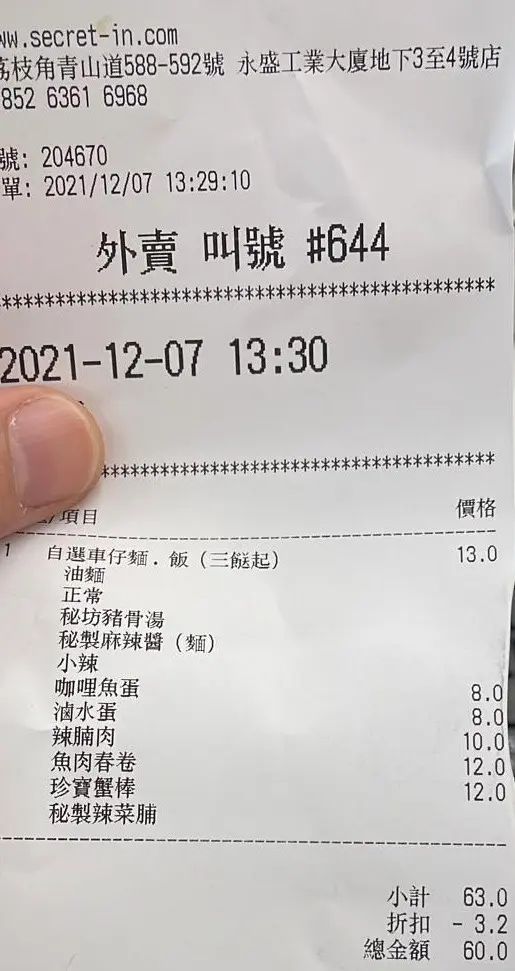 ww.secret-in.com
荔枝角青山道588-592號 永盛工業大廈地下3至4號店
852 6361 6968
號: 204670
單: 2021/12/07 13:29:10
外賣 叫號 #644
*********************************************
2021-12-07 13:30
*************************************
/項目 價格
1 自選車仔麵．飯（三餸起） 13.0
油麵
正常
秘坊豬骨湯
秘製麻辣醬（麵）
小辣
咖哩魚蛋 8.0
滷水蛋 8.0
辣腩肉 10.0
魚肉春卷 12.0
珍寶蟹棒 12.0
秘製辣菜脯
小計 63.0
折扣 - 3.2
總金額 60.0